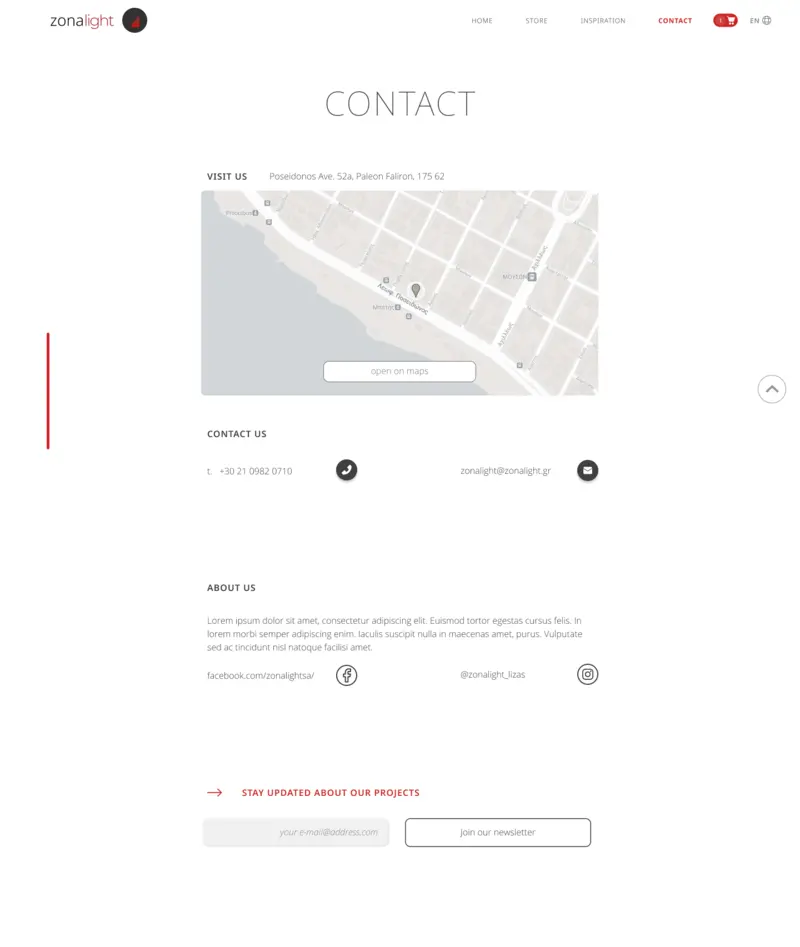 zonalight
HOME
STORE
INSPIRATION
CONTACT
1
EN
CONTACT
VISIT US
Poseidonos Ave. 52a, Paleon Faliron, 175 62
ΜΟΥΣΩΝ
Λεωφ. Ποσειδώνος
open on maps
CONTACT US
t. +30 21 0982 0710
zonalight@zonalight.gr
ABOUT US
Lorem ipsum dolor sit amet, consectetur adipiscing elit. Euismod tortor egestas cursus felis. In
lorem morbi semper adipiscing enim. Iaculis suscipit nulla in maecenas amet, purus. Vulputate
sed ac tincidunt nisl natoque facilisi amet.
facebook.com/zonalightsa/
@zonalight_lizas
STAY UPDATED ABOUT OUR PROJECTS
your e-mail@address.com
join our newsletter